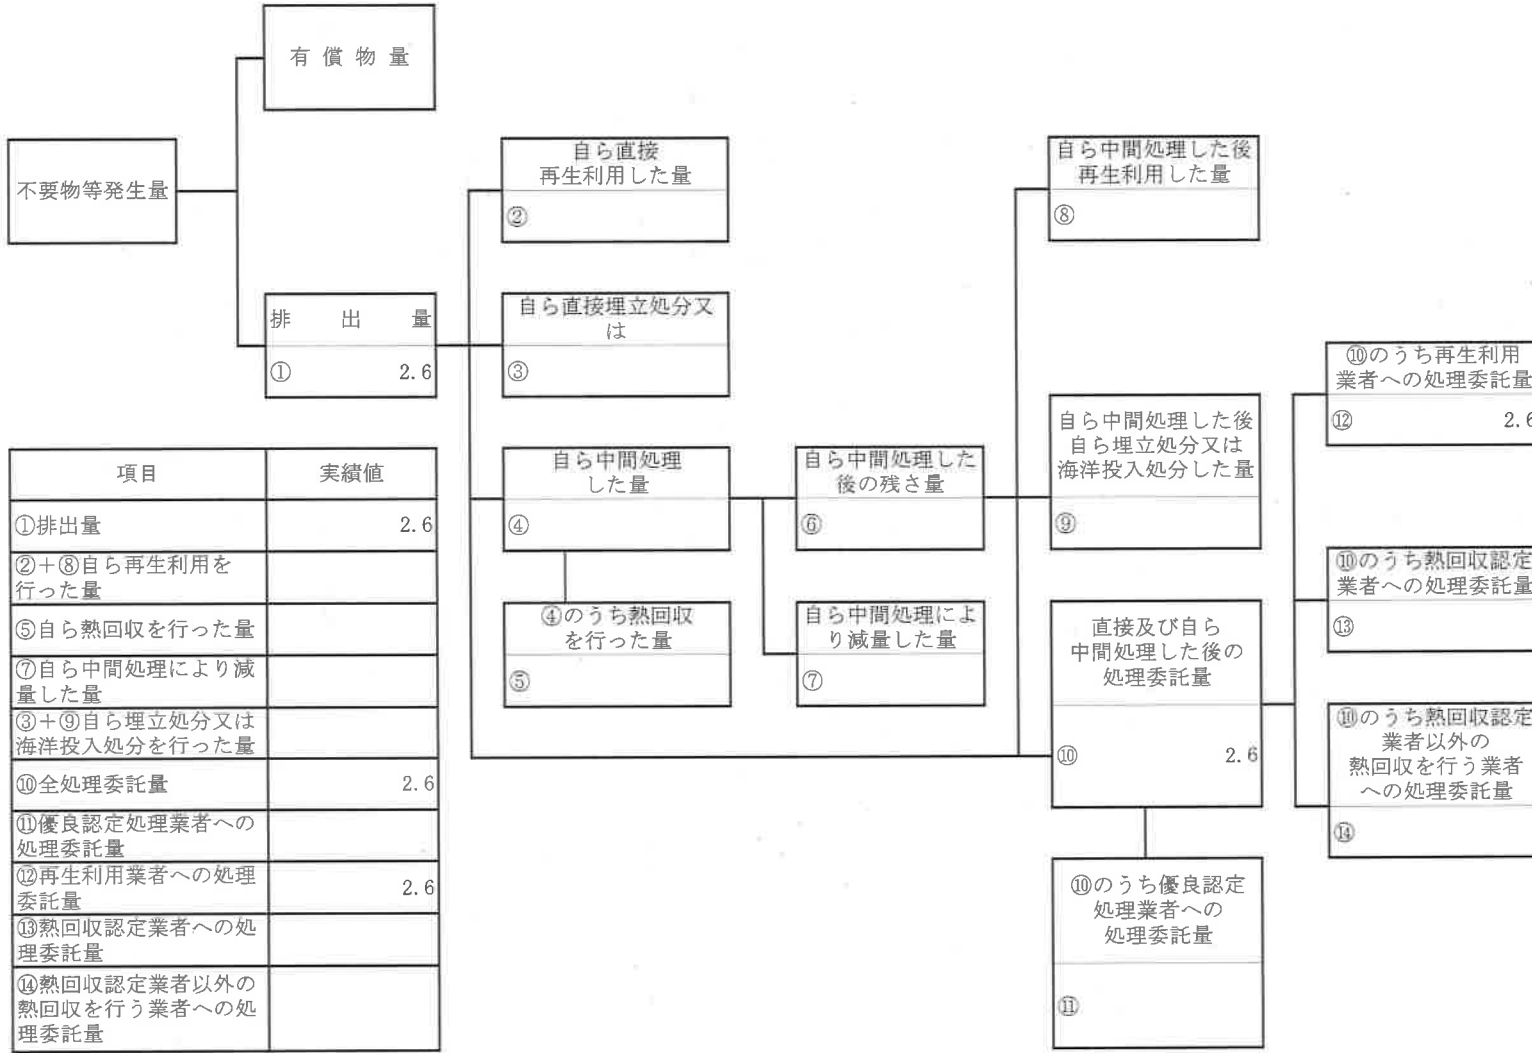 有 償 物 量
不要物等発生量
排 出 量
① 2.6
自ら直接
再生利用した量
②
自ら直接埋立処分又
は
③
自ら中間処理
した量
④
④のうち熱回収
を行った量
⑤
自ら中間処理した
後の残さ量
⑥
自ら中間処理によ
り減量した量
⑦
自ら中間処理した後
再生利用した量
⑧
自ら中間処理した後
自ら埋立処分又は
海洋投入処分した量
⑨
直接及び自ら
中間処理した後の
処理委託量
⑩ 2.6
⑩のうち優良認定
処理業者への
処理委託量
⑪
⑩のうち再生利用
業者への処理委託量
⑫ 2.6
⑩のうち熱回収認定
業者への処理委託量
⑬
⑩のうち熱回収認定
業者以外の
熱回収を行う業者
への処理委託量
⑭
項目 実績値
①排出量 2.6
②+⑧自ら再生利用を
行った量
⑤自ら熱回収を行った量
⑦自ら中間処理により減
量した量
③+⑨自ら埋立処分又は
海洋投入処分を行った量
⑩全処理委託量 2.6
⑪優良認定処理業者への
処理委託量
⑫再生利用業者への処理
委託量 2.6
⑬熱回収認定業者への処
理委託量
⑭熱回収認定業者以外の
熱回収を行う業者への処
理委託量